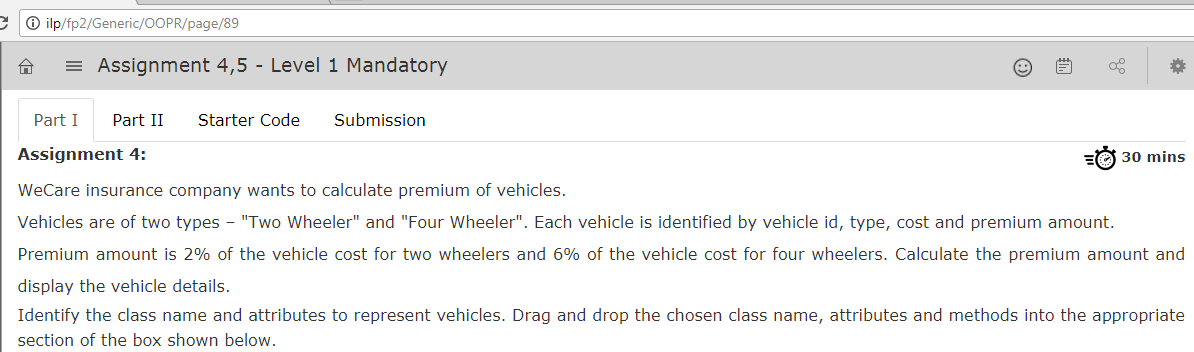 ilp/fp2/Generic/OOPR/page/89
Assignment 4,5 - Level 1 Mandatory
Part I Part II Starter Code Submission
Assignment 4: 30 mins
WeCare insurance company wants to calculate premium of vehicles.
Vehicles are of two types – "Two Wheeler" and "Four Wheeler". Each vehicle is identified by vehicle id, type, cost and premium amount.
Premium amount is 2% of the vehicle cost for two wheelers and 6% of the vehicle cost for four wheelers. Calculate the premium amount and
display the vehicle details.
Identify the class name and attributes to represent vehicles. Drag and drop the chosen class name, attributes and methods into the appropriate
section of the box shown below.